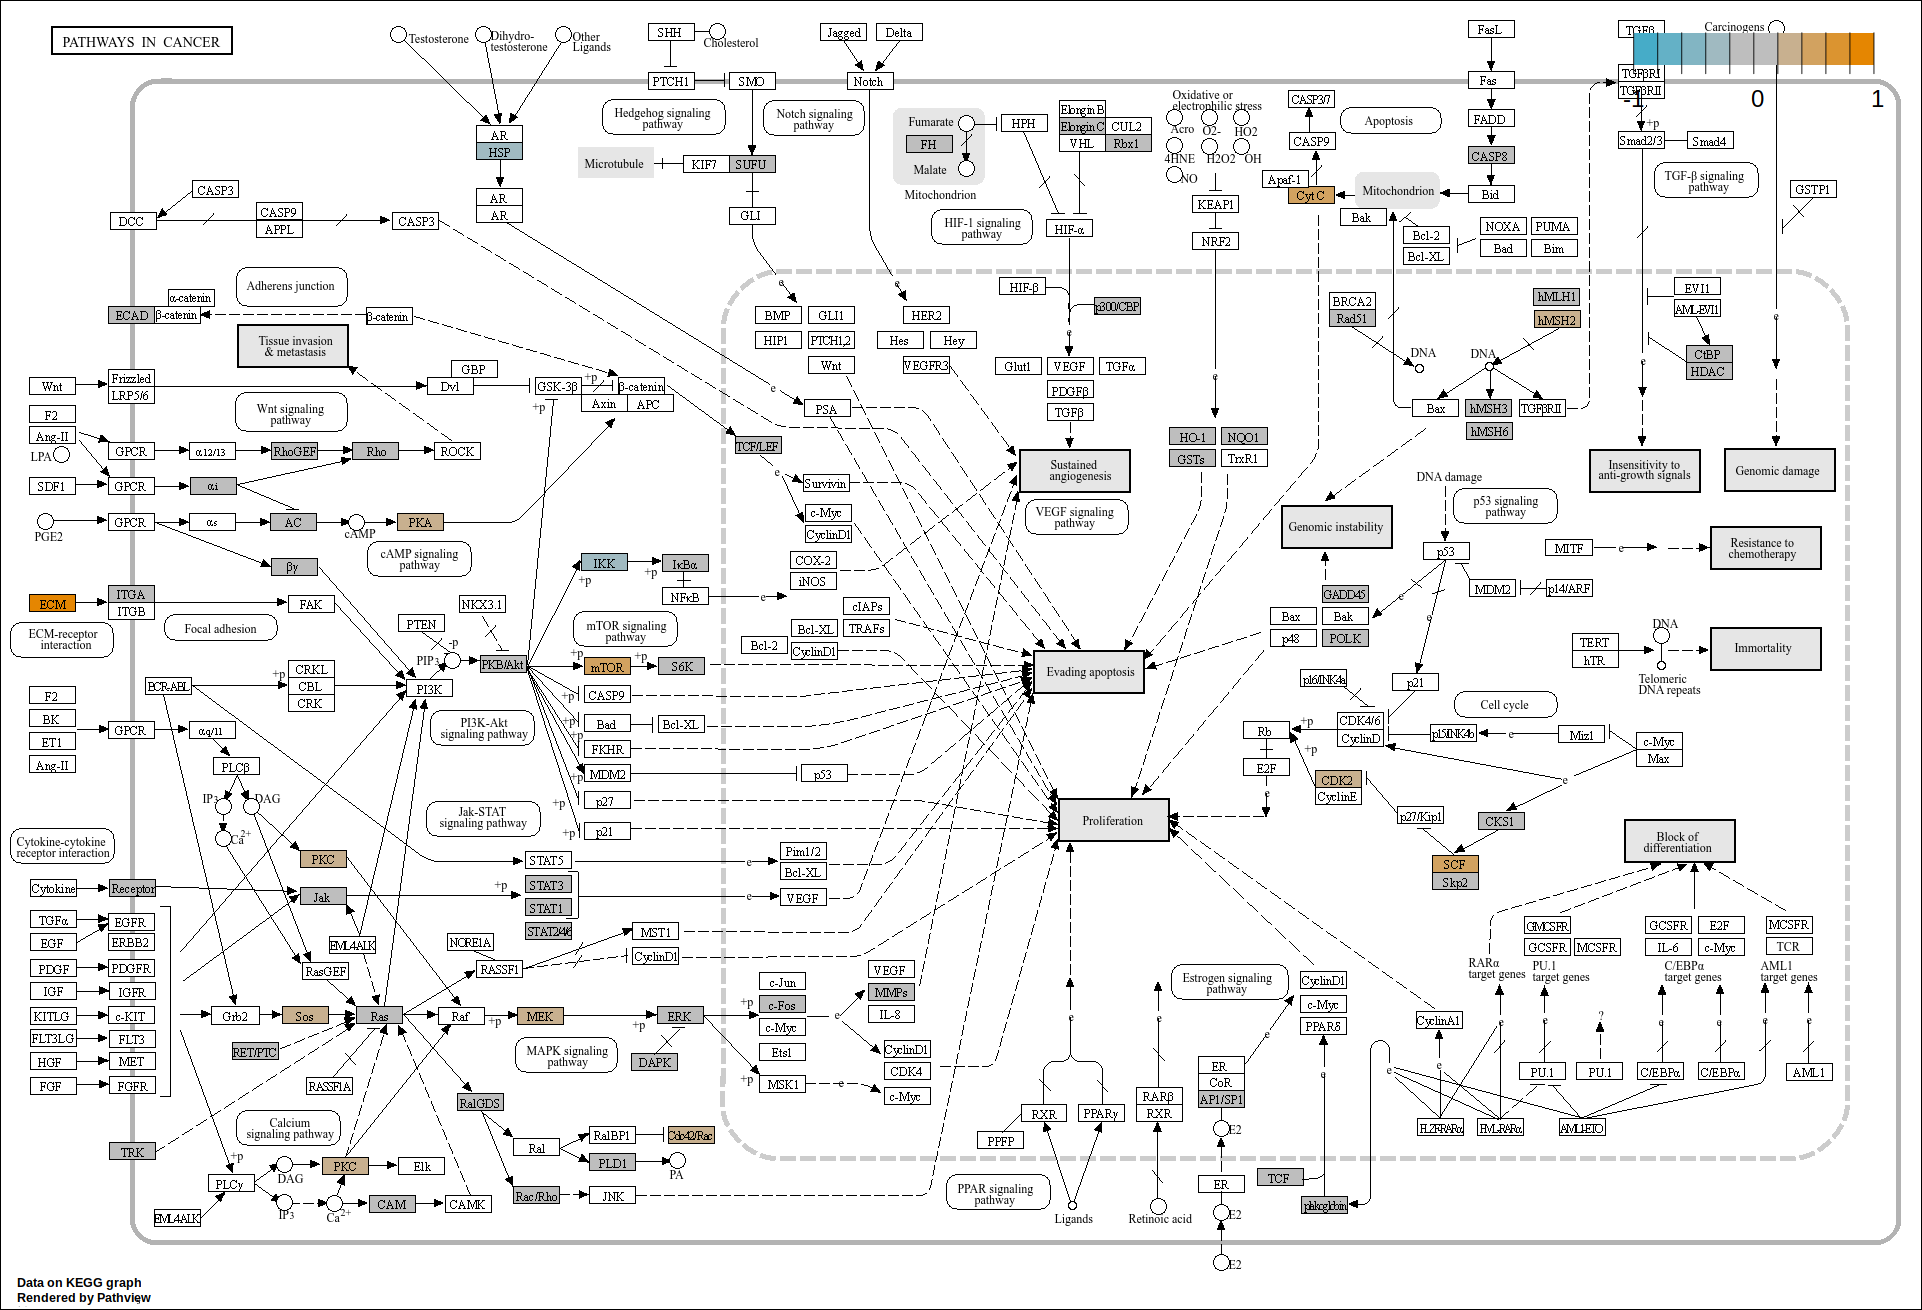 PATHWAYS IN CANCER
Testosterone
Dihydro-
testosterone
Other
Ligands
SHH
Cholesterol
Jagged
Delta
FasL
TGFβ
Carcinogens
PTCH1
SMO
Notch
Fas
TGFβRI
TGFβRII
-1
0
1
Hedgehog signaling
pathway
Notch signaling
pathway
Fumarate
FH
Malate
Mitochondrion
HPH
Elongin B
Elongin C
CUL2
VHL
Rbx1
Oxidative or
electrophilic stress
Acro
O2-
HO2
4HNE
H2O2
OH
NO
CASP3/7
CASP9
Apoptosis
FADD
CASP8
Bid
+p
Smad2/3
Smad4
TGF-β signaling
pathway
GSTP1
AR
HSP
AR
AR
Microtubule
KIF7
SUFU
GLI
Apaf-1
Cyt C
Mitochondrion
Bak
Bcl-2
Bcl-XL
NOXA
PUMA
Bad
Bim
KEAP1
NRF2
HIF-1 signaling
pathway
HIF-α
CASP3
DCC
CASP9
APPL
CASP3
Adherens junction
α-catenin
ECAD
β-catenin
β-catenin
Tissue invasion
& metastasis
e
e
BMP
GLI1
HIP1
PTCH1,2
Wnt
HER2
Hes
Hey
VEGFR3
HIF-β
p300/CBP
e
Glut1
VEGF
TGFα
PDGFβ
TGFβ
BRCA2
Rad51
hMLH1
hMSH2
DNA
DNA
Bax
hMSH3
TGFβRII
hMSH6
EVI1
AML-EVI1
CtBP
HDAC
e
e
e
Wnt
Frizzled
LRP5/6
GBP
Dvl
GSK-3β
+p
β-catenin
Axin
APC
+p
e
PSA
Wnt signaling
pathway
F2
Ang-II
LPA
GPCR
α12/13
RhoGEF
Rho
ROCK
TCF/LEF
e
e
HO-1
NQO1
GSTs
TrxR1
Sustained
angiogenesis
VEGF signaling
pathway
Insensitivity to
anti-growth signals
Genomic damage
SDF1
GPCR
αi
Survivin
c-Myc
CyclinD1
DNA damage
p53 signaling
pathway
PGE2
GPCR
αs
AC
cAMP
PKA
cAMP signaling
pathway
βγ
IKK
+p
+p
IκBα
NFκB
e
COX-2
iNOS
Genomic instability
p53
MITF
e
Resistance to
chemotherapy
MDM2
p14/ARF
e
e
ECM
ITGA
ITGB
FAK
ECM-receptor
interaction
Focal adhesion
NKX3.1
PTEN
-p
PIP3
PKB/Akt
mTOR signaling
pathway
+p
mTOR
+p
S6K
cIAPs
Bcl-XL
TRAFs
Bcl-2
CyclinD1
Evading apoptosis
GADD45
Bax
Bak
p48
POLK
TERT
hTR
DNA
Telomeric
DNA repeats
Immortality
BCR-ABL
+p
CRKL
CBL
CRK
PI3K
PI3K-Akt
signaling pathway
+p
CASP9
+p
Bad
Bcl-XL
+p
FKHR
+p
MDM2
p53
+p
p27
+p
p21
p16/INK4a
p21
Cell cycle
Rb
+p
CDK4/6
CyclinD
p15/INK4b
e
Miz1
c-Myc
Max
E2F
+p
e
CDK2
CyclinE
p27/Kip1
e
CKS1
F2
BK
ET1
Ang-II
GPCR
αq/11
PLCβ
IP3
DAG
Ca2+
Jak-STAT
signaling pathway
Proliferation
Block of
differentiation
SCF
Skp2
Cytokine-cytokine
receptor interaction
PKC
STAT5
e
Pim1/2
Bcl-XL
Cytokine
Receptor
Jak
+p
STAT3
STAT1
STAT2/4/6
e
VEGF
TGFα
EGF
PDGF
IGF
KITLG
FLT3LG
HGF
FGF
EGFR
ERBB2
PDGFR
IGFR
c-KIT
FLT3
MET
FGFR
EML4ALK
RasGEF
NORE1A
RASSF1
MST1
CyclinD1
Grb2
Sos
Ras
Raf
+p
MEK
+p
ERK
+p
RET/PTC
RASSF1A
MAPK signaling
pathway
DAPK
c-Jun
c-Fos
c-Myc
Ets1
+p
MSK1
e
e
VEGF
MMPs
IL-8
CyclinD1
CDK4
c-Myc
Estrogen signaling
pathway
CyclinD1
c-Myc
PPARδ
e
e
e
ER
CoR
AP1/SP1
E2
ER
E2
E2
RXR
PPARγ
PPFP
RARβ
RXR
PPAR signaling
pathway
Ligands
Retinoic acid
TCF
plakoglobin
e
CyclinA1
e
e
RARα
target genes
GMCSFR
GCSFR
MCSFR
PU.1
target genes
GCSFR
E2F
IL-6
c-Myc
C/EBPα
target genes
MCSFR
TCR
AML1
target genes
e
e
?
e
e
e
e
PU.1
PU.1
C/EBPα
C/EBPα
AML1
PLZF-RARα
PML-RARα
AML1-ETO
Calcium
signaling pathway
RalGDS
Ral
RalBP1
Cdc42/Rac
PLD1
PA
TRK
+p
PLCγ
DAG
IP3
PKC
Elk
Ca2+
CAM
CAMK
EML4ALK
Rac/Rho
JNK
Data on KEGG graph
Rendered by Pathview